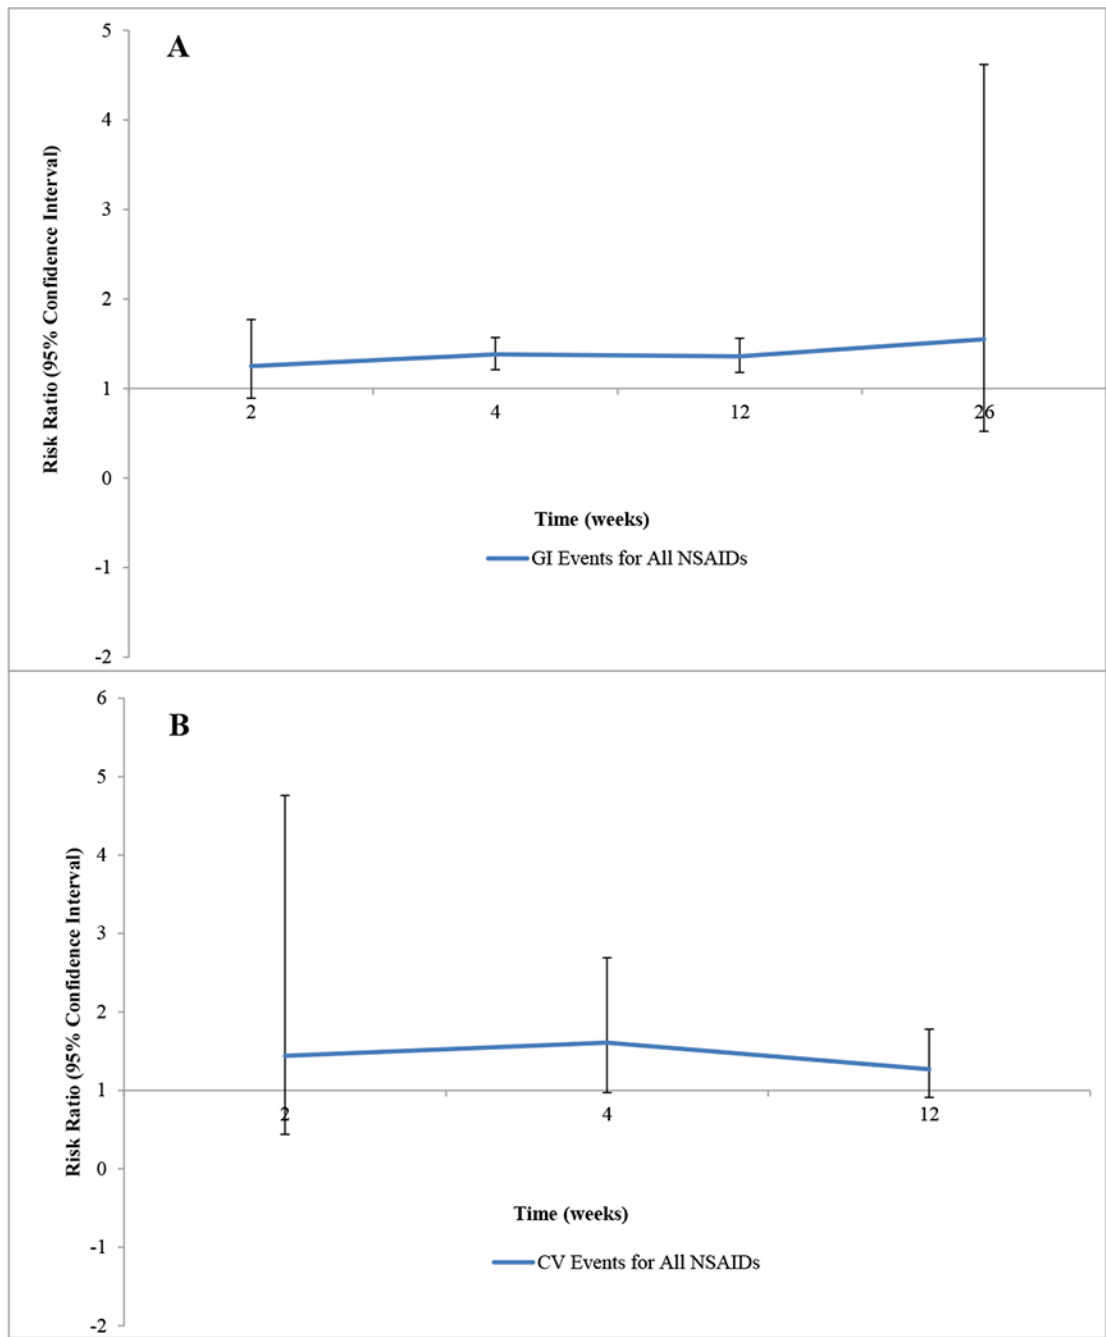 A
5
4
3
2
1
0
-1
-2
Risk Ratio (95% Confidence Interval)
2 4 12 26
Time (weeks)
GI Events for All NSAIDs
B
6
5
4
3
2
1
0
-1
-2
Risk Ratio (95% Confidence Interval)
2 4 12
Time (weeks)
CV Events for All NSAIDs